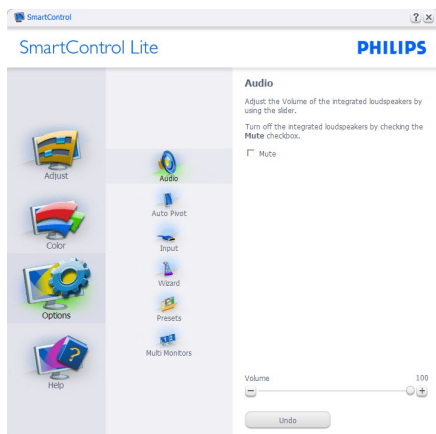 SmartControl
? ×
SmartControl Lite
PHILIPS
Adjust
Color
Options
Help
Audio
Auto Pivot
Input
Wizard
Presets
Multi Monitors
Audio
Adjust the Volume of the integrated loudspeakers by
using the slider.
Turn off the integrated loudspeakers by checking the
Mute checkbox.
Mute
Volume 100
Undo